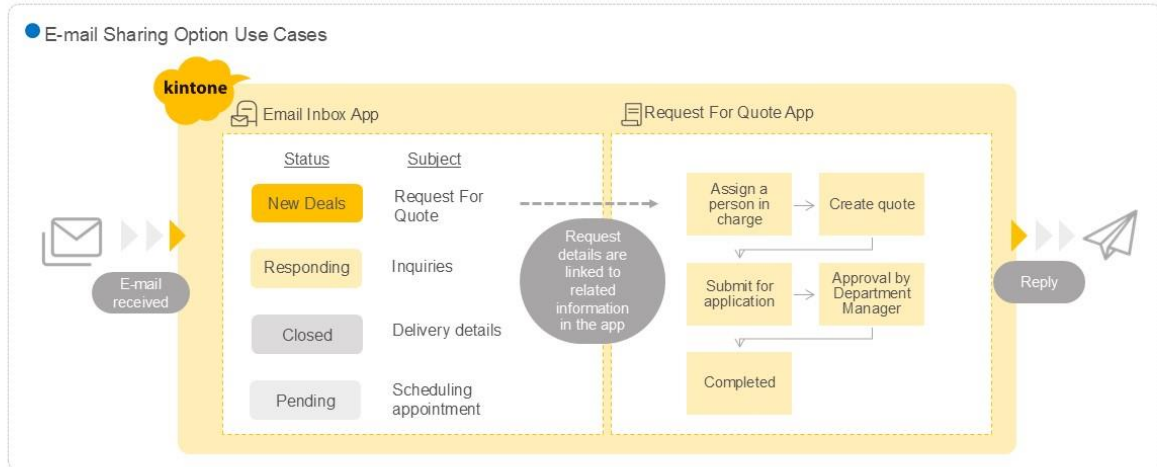 E-mail Sharing Option Use Cases
kintone
Email Inbox App
Request For Quote App
Status
Subject
New Deals
Request For
Quote
Responding
Inquiries
Closed
Delivery details
Pending
Scheduling
appointment
E-mail
received
Request
details are
linked to
related
information
in the app
Assign a
person in
charge
Create quote
Submit for
application
Approval by
Department
Manager
Completed
Reply